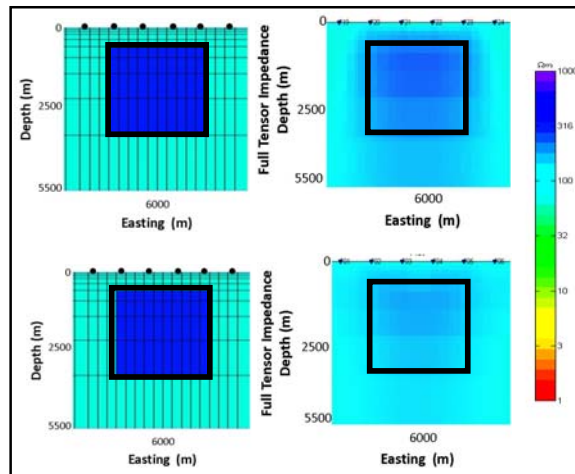 0
Depth (m)
2500
5500
6000
Easting (m)
Full Tensor Impedance
Depth (m)
0
2500
5500
6000
Easting (m)
Ωm
1000
316
100
32
10
3
1
0
Depth (m)
2500
5500
6000
Easting (m)
Full Tensor Impedance
Depth (m)
0
2500
5500
6000
Easting (m)